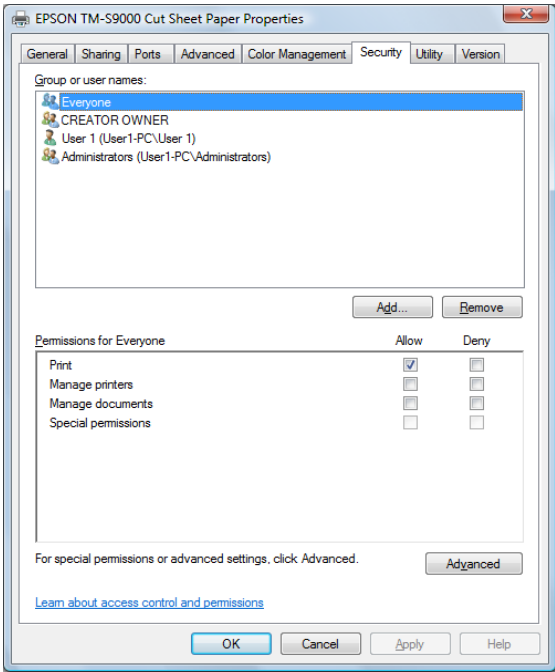 EPSON TM-S9000 Cut Sheet Paper Properties
General Sharing Ports Advanced Color Management Security Utility Version
Group or user names:
Everyone
CREATOR OWNER
User 1 (User1-PC\User 1)
Administrators (User1-PC\Administrators)
Add... Remove
Permissions for Everyone Allow Deny
Print
Manage printers
Manage documents
Special permissions
For special permissions or advanced settings, click Advanced. Advanced
Learn about access control and permissions
OK Cancel Apply Help